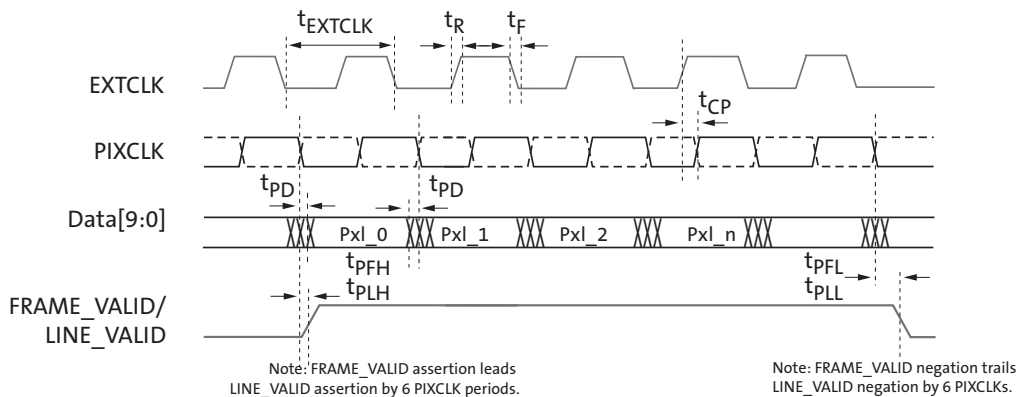 tEXTCLK
tR
tF
EXTCLK
tCP
PIXCLK
tPD
tPD
Data[9:0]
Pxl_0
Pxl_1
Pxl_2
Pxl_n
tPFH
tPLH
tPFL
tPLL
FRAME_VALID/
LINE_VALID
Note: FRAME_VALID assertion leads
LINE_VALID assertion by 6 PIXCLK periods.
Note: FRAME_VALID negation trails
LINE_VALID negation by 6 PIXCLKs.